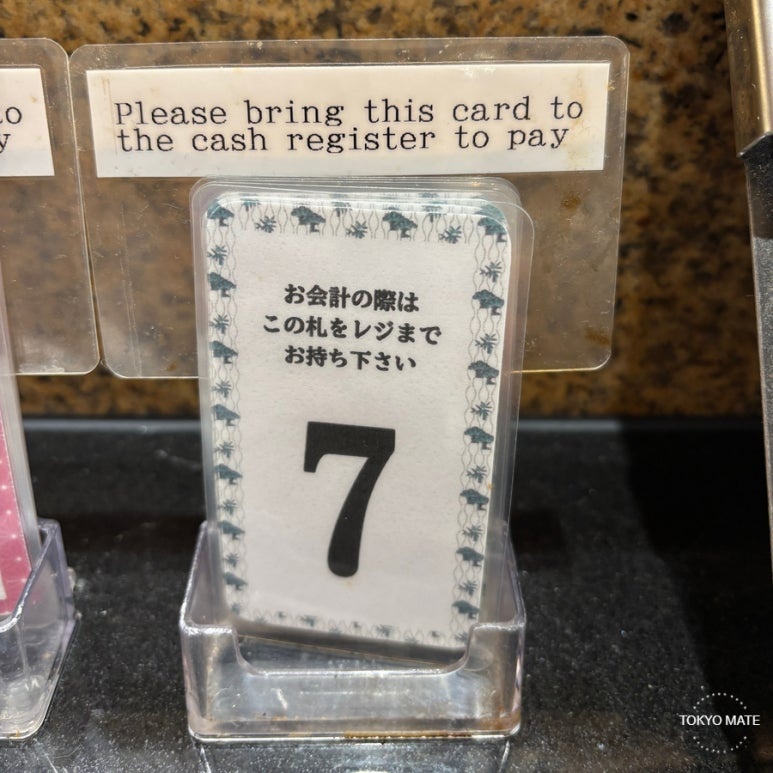 Please bring this card to
the cash register to pay
お会計の際は
この札をレジまで
お持ち下さい
7
TOKYO MATE